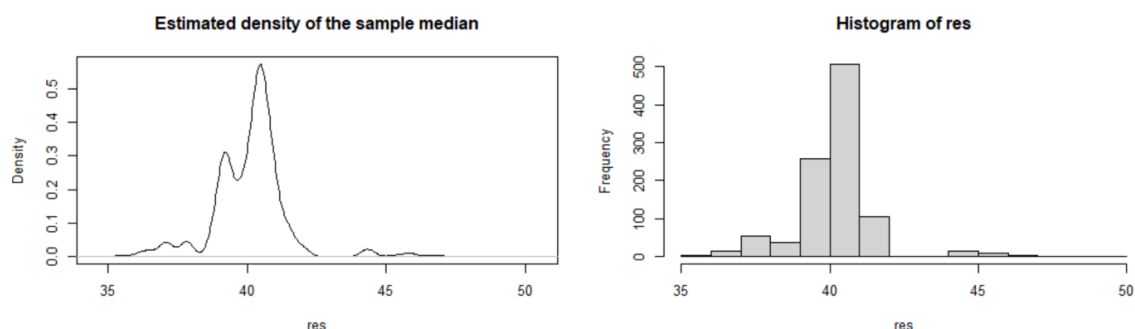 Estimated density of the sample median
Density
0.0 0.1 0.2 0.3 0.4 0.5
35 40 45 50
res
Histogram of res
Frequency
0 100 200 300 400 500
35 40 45 50
res